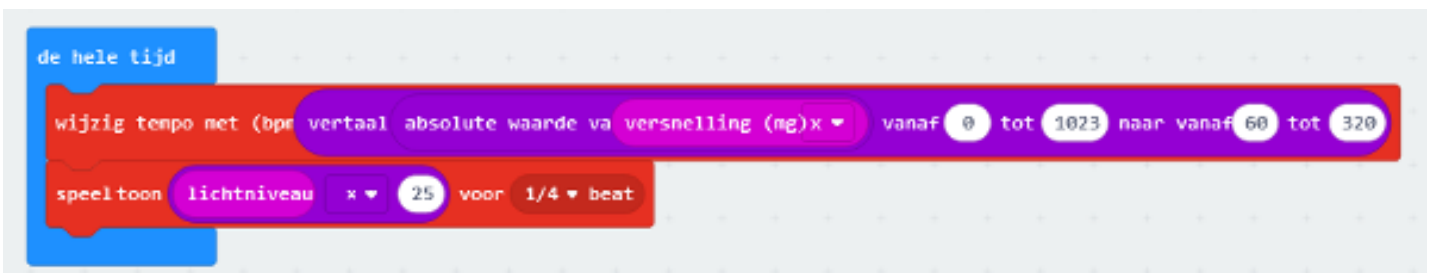 de hele tijd
wijzig tempo met (bpm vertaal absolute waarde va versnelling (mg)x vanaf 0 tot 1023 naar vanaf 60 tot 320
speel toon lichtniveau × 25 voor 1/4 beat